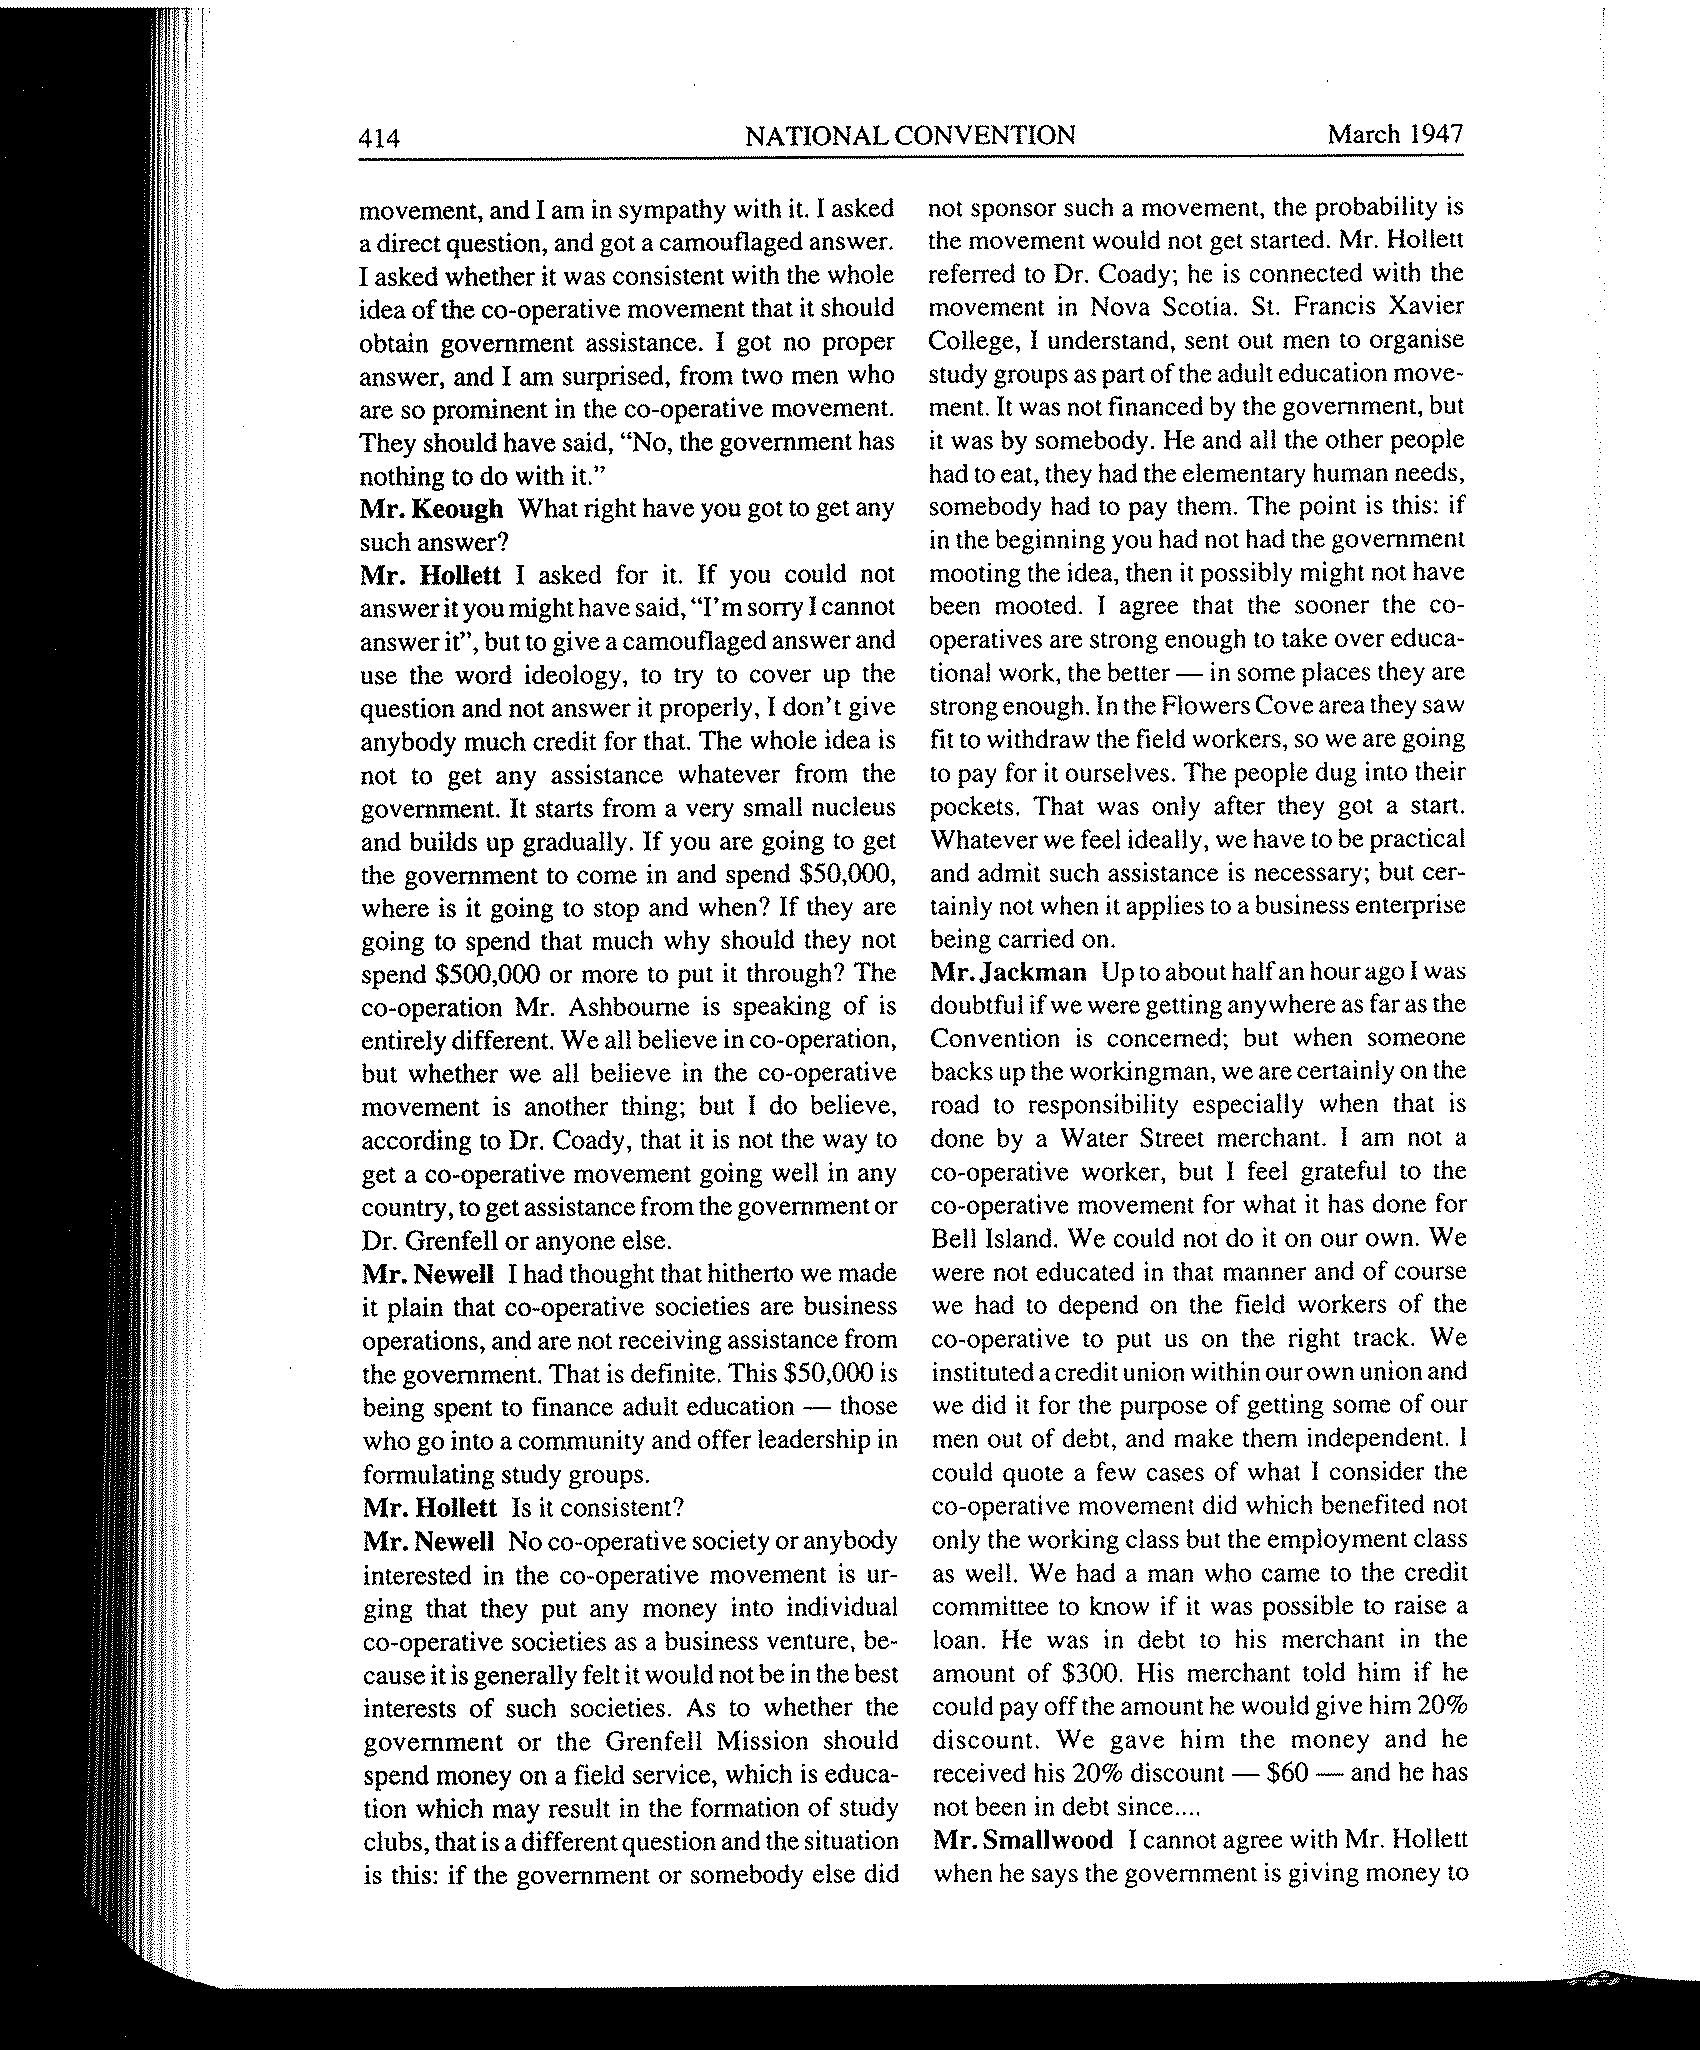 414 NATIONAL CONVENTION March 1947
movement, and I am in sympathy with it. I asked
a direct question, and got a camouflaged answer.
I asked whether it was consistent with the whole
idea of the co-operative movement that it should
obtain government assistance. I got no proper
answer, and I am surprised, from two men who
are so prominent in the co-operative movement.
They should have said, “No, the government has
nothing to do with it.”
Mr. Keough What right have you got to get any
such answer?
Mr. Hollett I asked for it. If you could not
answer it you might have said, “I'm sorry I cannot
answer it”, but to give a camouflaged answer and
use the word ideology, to try to cover up the
question and not answer it properly, I don't give
anybody much credit for that. The whole idea is
not to get any assistance whatever from the
government. It starts from a very small nucleus
and builds up gradually. If you are going to get
the government to come in and spend $50,000,
where is it going to stop and when? If they are
going to spend that much why should they not
spend $500,000 or more to put it through? The
co-operation Mr. Ashbourne is speaking of is
entirely different. We all believe in co-operation,
but whether we all believe in the co-operative
movement is another thing; but I do believe,
according to Dr. Coady, that it is not the way to
get a co-operative movement going well in any
country, to get assistance from the government or
Dr. Grenfell or anyone else.
Mr. Newell I had thought that hitherto we made
it plain that co-operative societies are business
operations, and are not receiving assistance from
the government. That is definite. This $50,000 is
being spent to finance adult education — those
who go into a community and offer leadership in
formulating study groups.
Mr. Hollett Is it consistent?
Mr. Newell No co-operative society or anybody
interested in the co-operative movement is ur-
ging that they put any money into individual
co-operative societies as a business venture, be-
cause it is generally felt it would not be in the best
interests of such societies. As to whether the
government or the Grenfell Mission should
spend money on a field service, which is educa-
tion which may result in the formation of study
clubs, that is a different question and the situation
is this: if the government or somebody else did
not sponsor such a movement, the probability is
the movement would not get started. Mr. Hollett
referred to Dr. Coady; he is connected with the
movement in Nova Scotia. St. Francis Xavier
College, I understand, sent out men to organise
study groups as part of the adult education move-
ment. It was not financed by the government, but
it was by somebody. He and all the other people
had to eat, they had the elementary human needs,
somebody had to pay them. The point is this: if
in the beginning you had not had the government
mooting the idea, then it possibly might not have
been mooted. I agree that the sooner the co-
operatives are strong enough to take over educa-
tional work, the better — in some places they are
strong enough. In the Flowers Cove area they saw
fit to withdraw the field workers, so we are going
to pay for it ourselves. The people dug into their
pockets. That was only after they got a start.
Whatever we feel ideally, we have to be practical
and admit such assistance is necessary; but cer-
tainly not when it applies to a business enterprise
being carried on.
Mr. Jackman Up to about half an hour ago I was
doubtful if we were getting anywhere as far as the
Convention is concerned; but when someone
backs up the workingman, we are certainly on the
road to responsibility especially when that is
done by a Water Street merchant. I am not a
co-operative worker, but I feel grateful to the
co-operative movement for what it has done for
Bell Island. We could not do it on our own. We
were not educated in that manner and of course
we had to depend on the field workers of the
co-operative to put us on the right track. We
instituted a credit union within our own union and
we did it for the purpose of getting some of our
men out of debt, and make them independent. I
could quote a few cases of what I consider the
co-operative movement did which benefited not
only the working class but the employment class
as well. We had a man who came to the credit
committee to know if it was possible to raise a
loan. He was in debt to his merchant in the
amount of $300. His merchant told him if he
could pay off the amount he would give him 20%
discount. We gave him the money and he
received his 20% discount — $60 — and he has
not been in debt since....
Mr. Smallwood I cannot agree with Mr. Hollett
when he says the government is giving money to